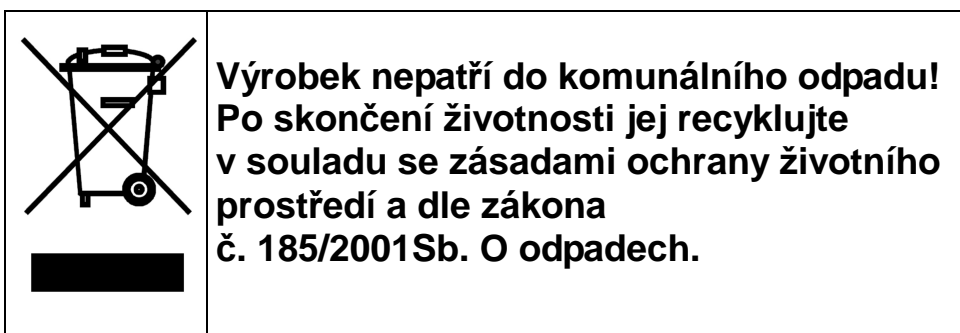 Výrobek nepatří do komunálního odpadu!
Po skončení životnosti jej recyklujte
v souladu se zásadami ochrany životního
prostředí a dle zákona
č. 185/2001Sb. O odpadech.